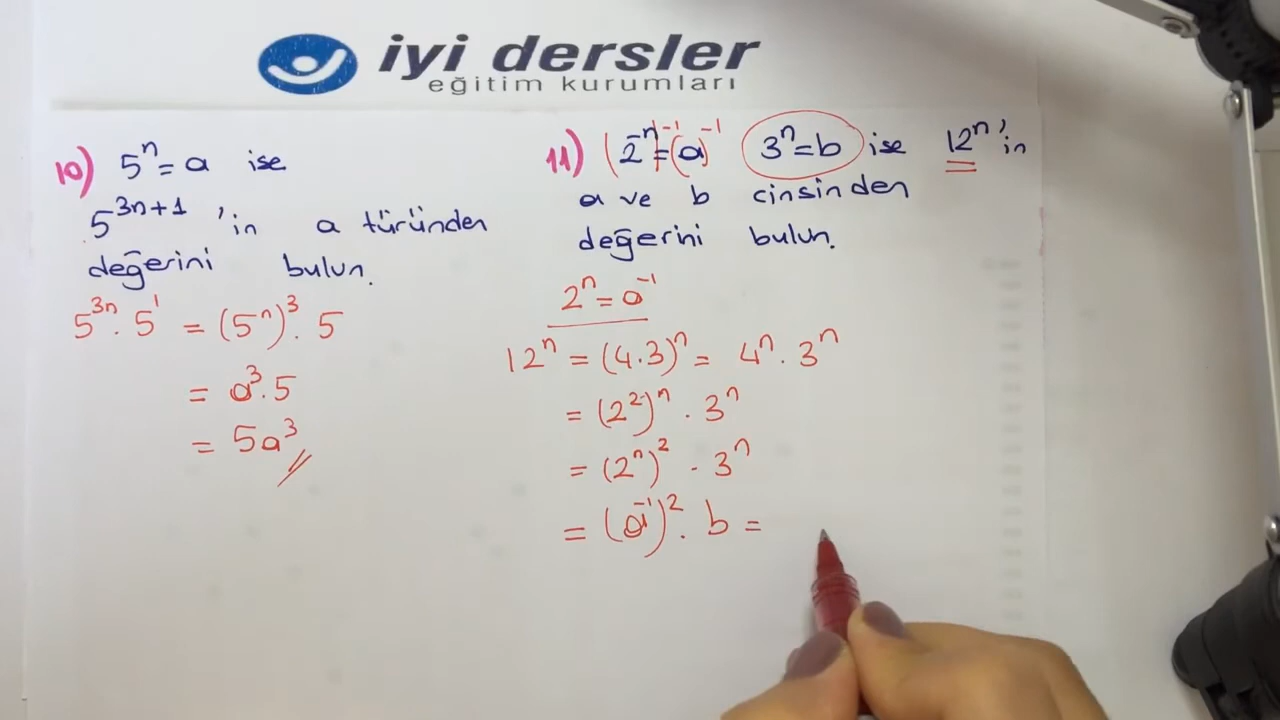 iyi dersler
eğitim kurumları
10) 5ⁿ = a ise
5³ⁿ⁺¹ 'in a türünden
değerini bulun.
5³ⁿ . 5¹ = (5ⁿ)³ . 5
= a³ . 5
= 5a³
11) (2⁻ⁿ)⁻¹ = (a)⁻¹ 3ⁿ = b ise 12ⁿ 'in
a ve b cinsinden
değerini bulun.
2ⁿ = a⁻¹
12ⁿ = (4.3)ⁿ = 4ⁿ . 3ⁿ
= (2²)ⁿ . 3ⁿ
= (2ⁿ)² . 3ⁿ
= (a⁻¹)² . b =